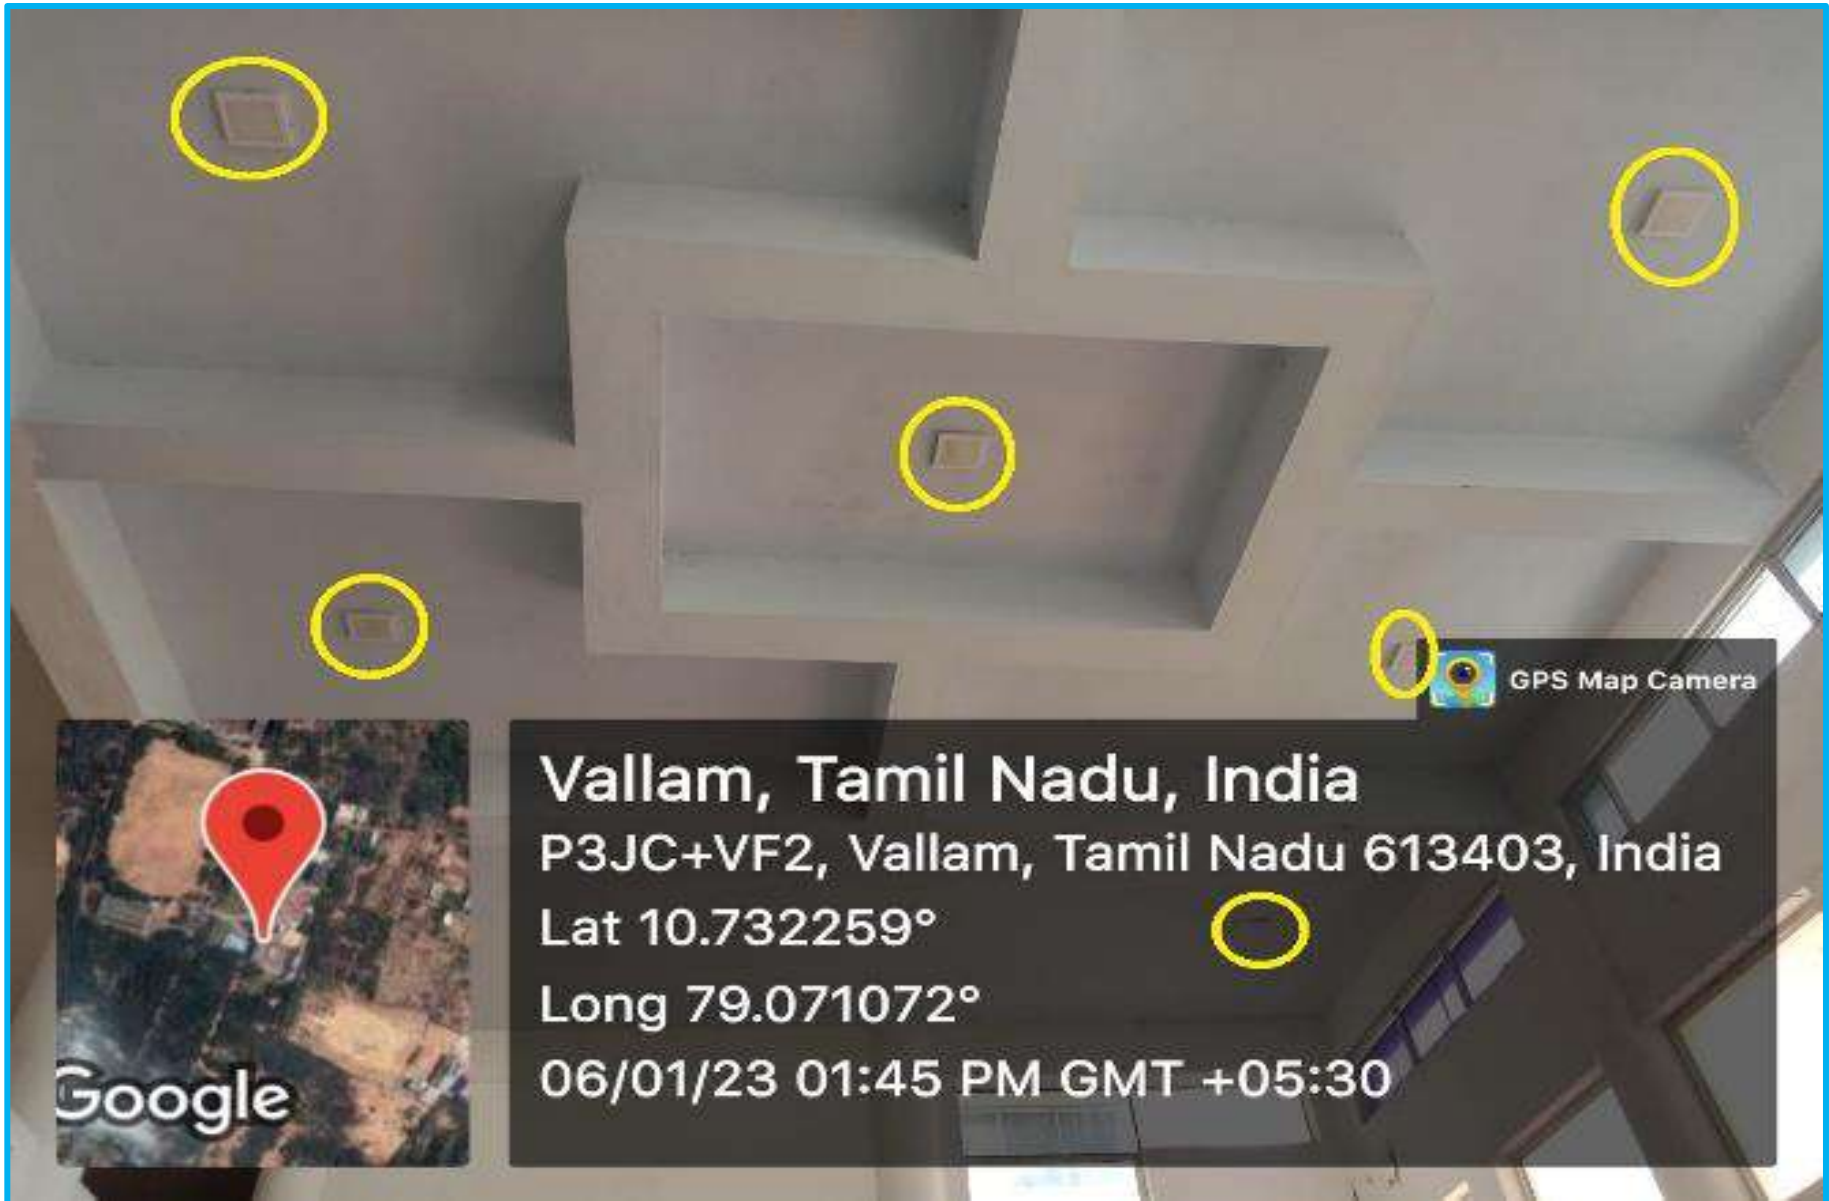 GPS Map Camera
Vallam, Tamil Nadu, India
P3JC+VF2, Vallam, Tamil Nadu 613403, India
Lat 10.732259°
Long 79.071072°
06/01/23 01:45 PM GMT +05:30
Google